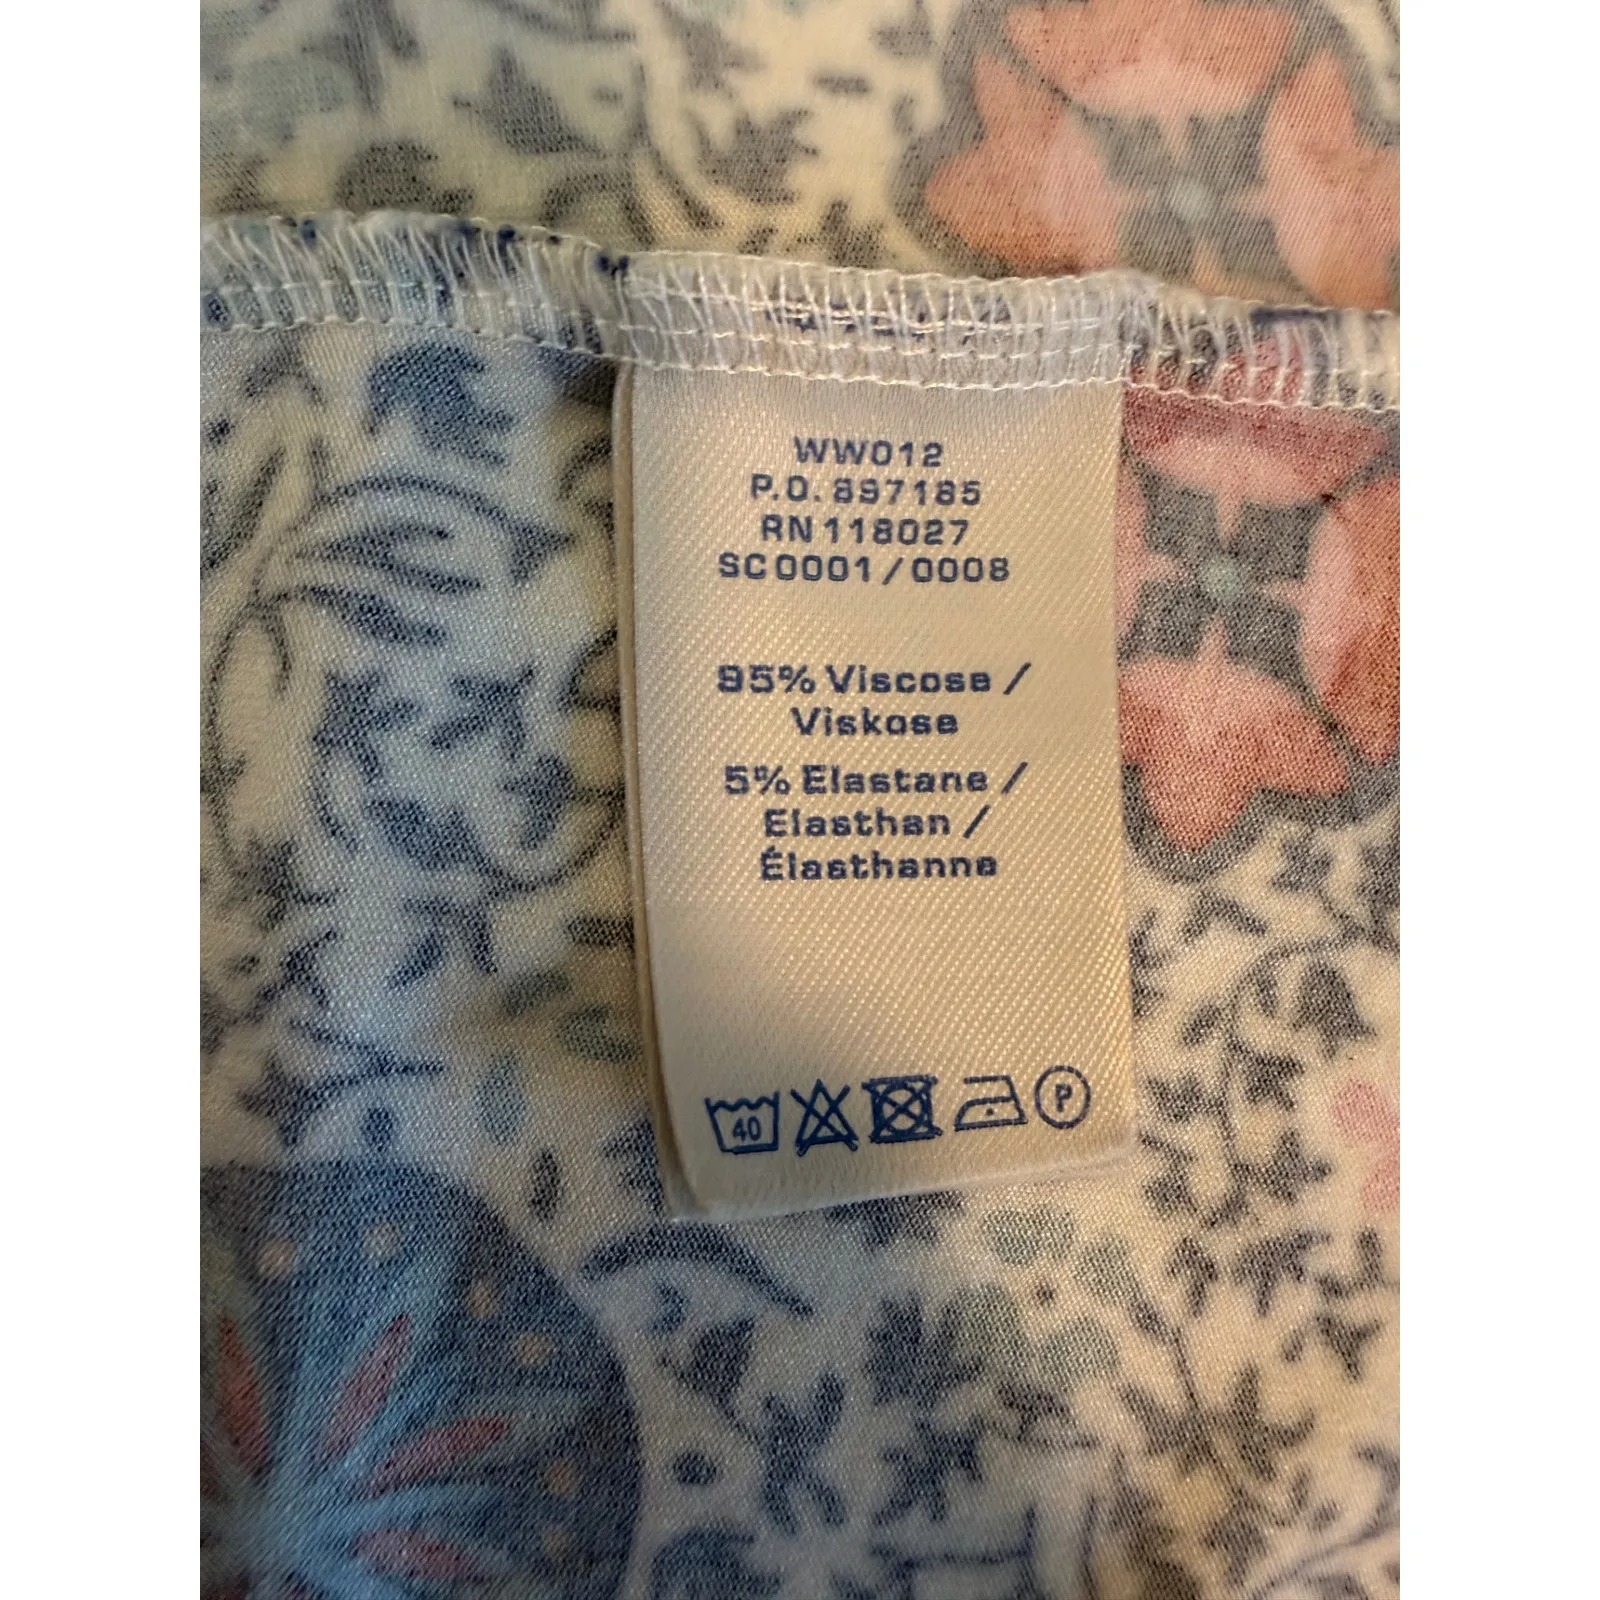 WW012
P.O. 897185
RN 118027
SC0001/0008
95% Viscose /
Viskose
5% Elastane /
Elasthan /
Élasthanne
40
P